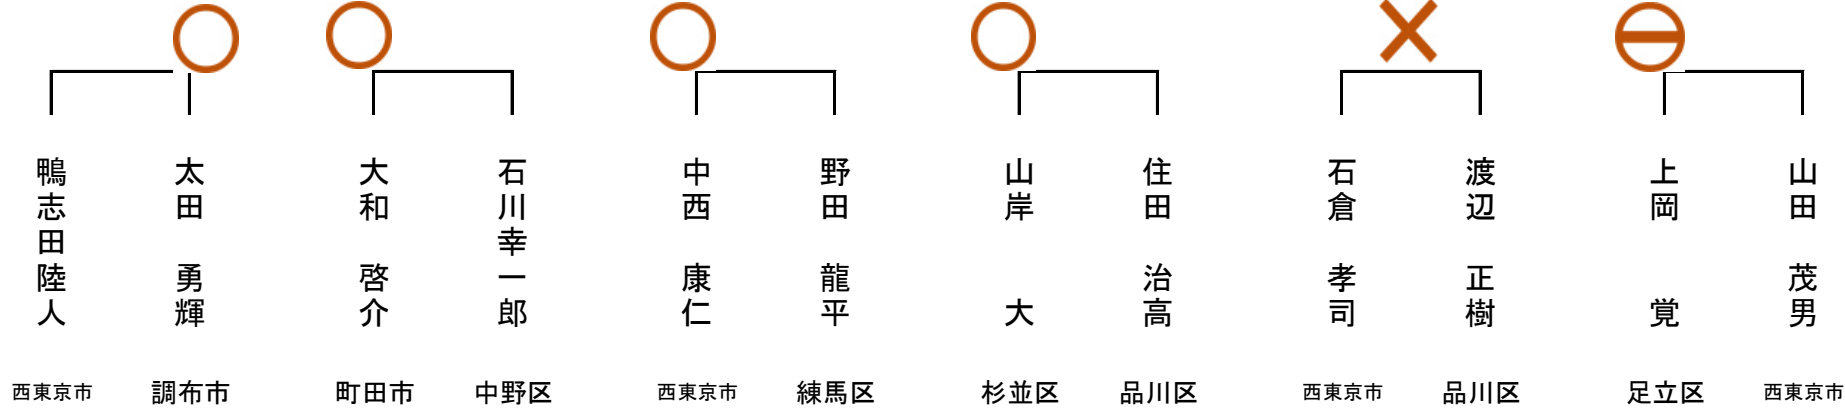 鴨志田陸人
太田 勇輝
大和 啓介
石川幸一郎
中西 康仁
野田 龍平
山岸 大
住田 治高
石倉 孝司
渡辺 正樹
上岡 覚
山田 茂男
西東京市 調布市 町田市 中野区 西東京市 練馬区 杉並区 品川区 西東京市 品川区 足立区 西東京市